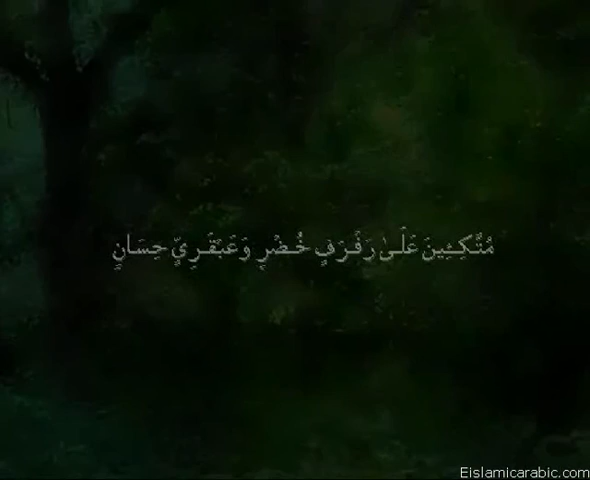 مُتَّكِـِٔينَ عَلَىٰ رَفْرَفٍ خُضْرٍ وَعَبْقَرِىٍّ حِسَانٍ
Eislamicarabic.com